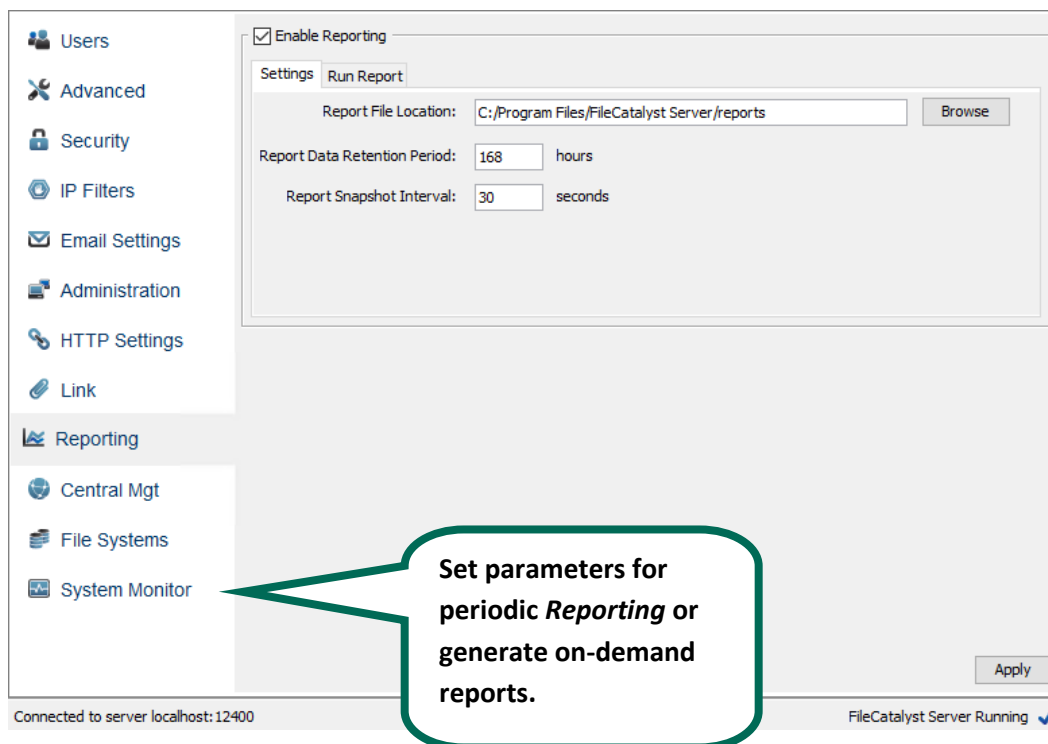 Users
Advanced
Security
IP Filters
Email Settings
Administration
HTTP Settings
Link
Reporting
Central Mgt
File Systems
System Monitor
Enable Reporting
Settings Run Report
Report File Location: C:/Program Files/FileCatalyst Server/reports Browse
Report Data Retention Period: 168 hours
Report Snapshot Interval: 30 seconds
Set parameters for
periodic Reporting or
generate on-demand
reports.
Apply
Connected to server localhost:12400 FileCatalyst Server Running